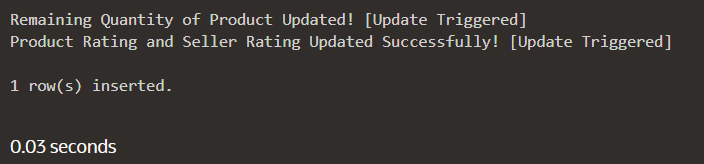 Remaining Quantity of Product Updated! [Update Triggered]
Product Rating and Seller Rating Updated Successfully! [Update Triggered]
1 row(s) inserted.
0.03 seconds